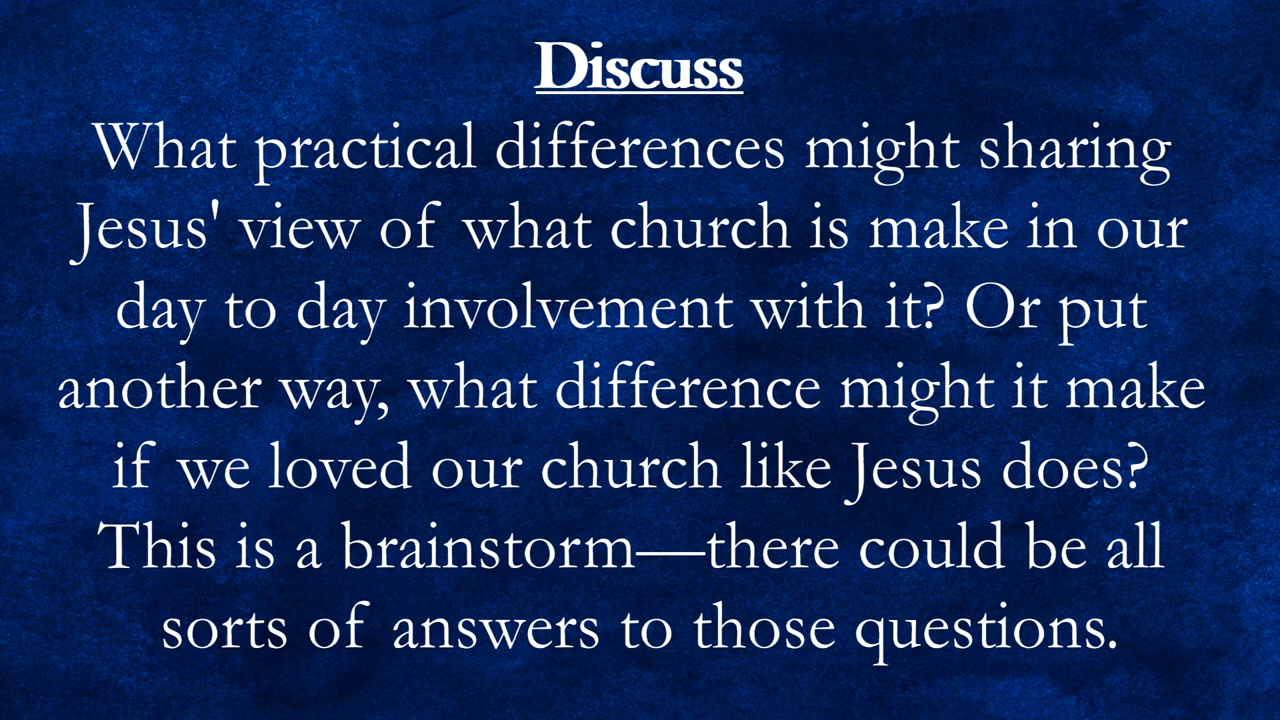 Discuss
What practical differences might sharing
Jesus' view of what church is make in our
day to day involvement with it? Or put
another way, what difference might it make
if we loved our church like Jesus does?
This is a brainstorm—there could be all
sorts of answers to those questions.